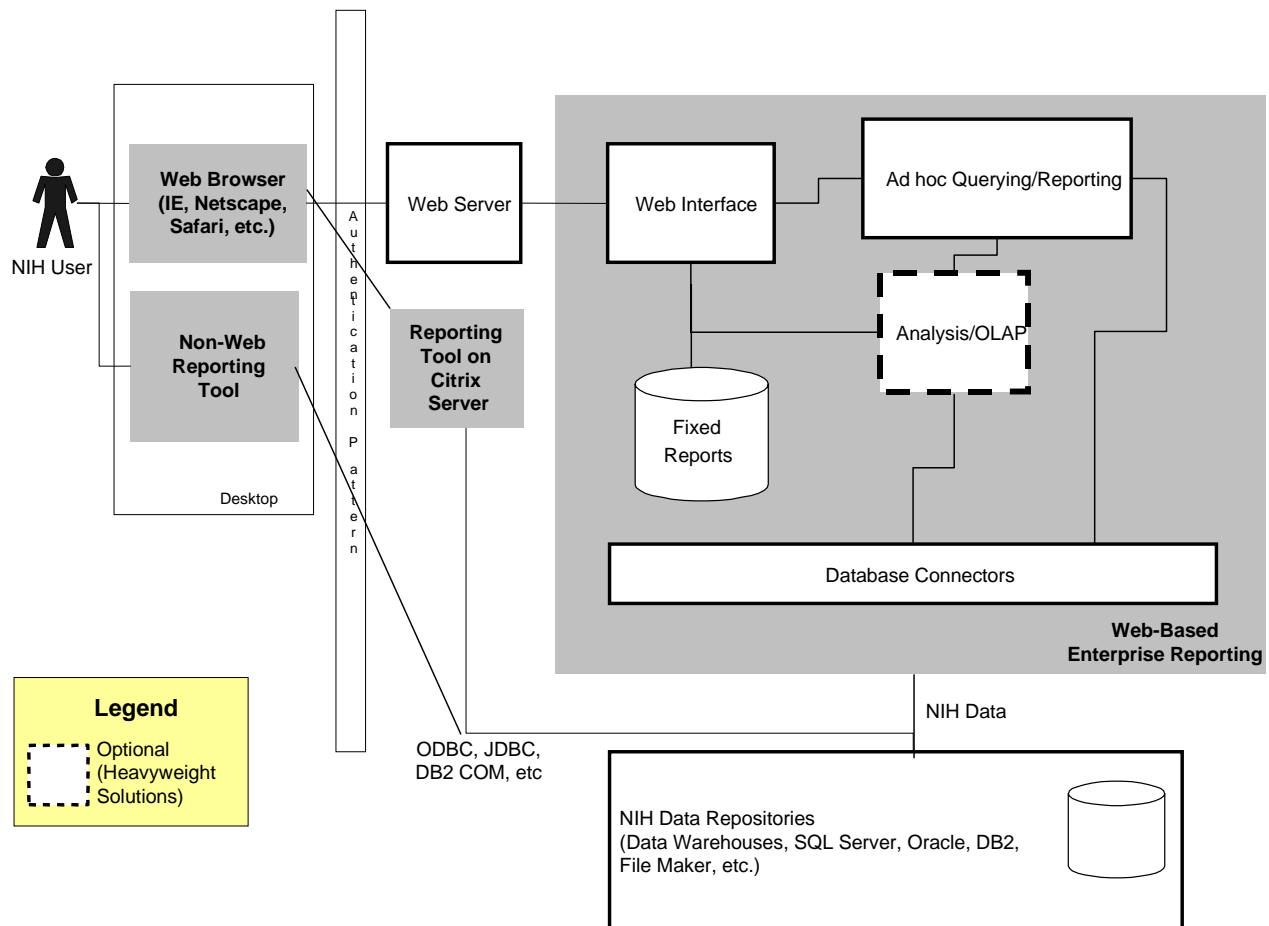 NIH User
Web Browser
(IE, Netscape,
Safari, etc.)
Non-Web
Reporting
Tool
Desktop
Authentication Pattern
Web Server
Reporting
Tool on
Citrix
Server
Web Interface
Ad hoc Querying/Reporting
Analysis/OLAP
Fixed
Reports
Database Connectors
Web-Based
Enterprise Reporting
NIH Data
ODBC, JDBC,
DB2 COM, etc
NIH Data Repositories
(Data Warehouses, SQL Server, Oracle, DB2,
File Maker, etc.)
Legend
Optional
(Heavyweight
Solutions)